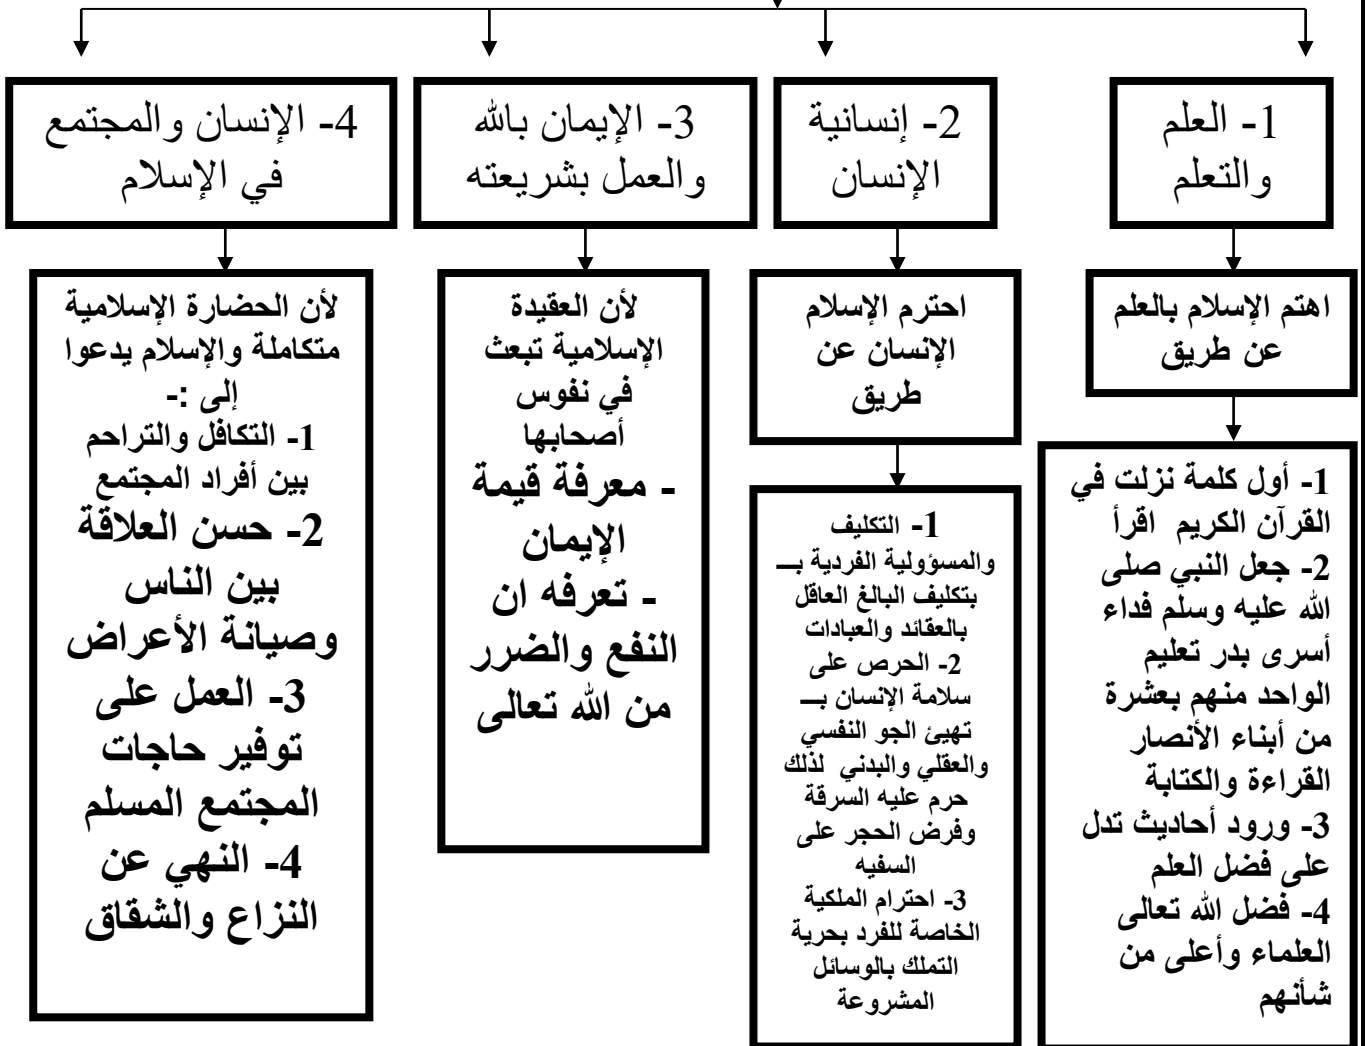 1- العلم
والتعلم
اهتم الإسلام بالعلم
عن طريق
1- أول كلمة نزلت في
القرآن الكريم اقرأ
2- جعل النبي صلى
الله عليه وسلم فداء
أسرى بدر تعليم
الواحد منهم بعشرة
من أبناء الأنصار
القراءة والكتابة
3- ورود أحاديث تدل
على فضل العلم
4- فضل الله تعالى
العلماء وأعلى من
شأنهم
2- إنسانية
الإنسان
احترم الإسلام
الإنسان عن
طريق
1- التكليف
والمسؤولية الفردية بــ
بتكليف البالغ العاقل
بالعقائد والعبادات
2- الحرص على
سلامة الإنسان بــ
تهيئ الجو النفسي
والعقلي والبدني لذلك
حرم عليه السرقة
وفرض الحجر على
السفيه
3- احترام الملكية
الخاصة للفرد بحرية
التملك بالوسائل
المشروعة
3- الإيمان بالله
والعمل بشريعته
لأن العقيدة
الإسلامية تبعث
في نفوس
أصحابها
- معرفة قيمة
الإيمان
- تعرفه ان
النفع والضرر
من الله تعالى
4- الإنسان والمجتمع
في الإسلام
لأن الحضارة الإسلامية
متكاملة والإسلام يدعوا
إلى :-
1- التكافل والتراحم
بين أفراد المجتمع
2- حسن العلاقة
بين الناس
وصيانة الأعراض
3- العمل على
توفير حاجات
المجتمع المسلم
4- النهي عن
النزاع والشقاق